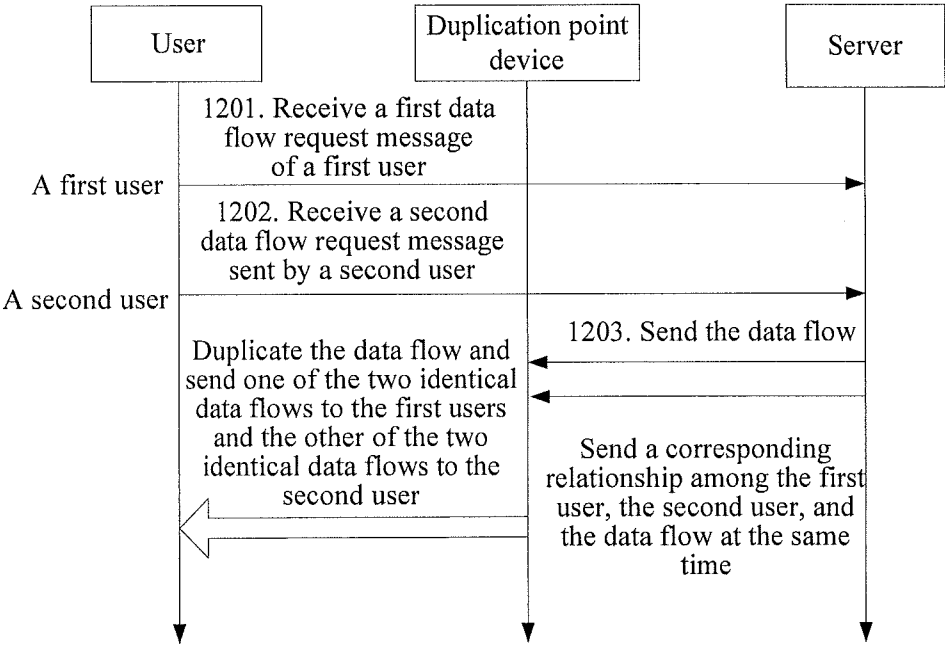 User
Duplication point
device
Server
1201. Receive a first data
flow request message
of a first user
A first user
1202. Receive a second
data flow request message
sent by a second user
A second user
1203. Send the data flow
Duplicate the data flow and
send one of the two identical
data flows to the first users
and the other of the two
identical data flows to the
second user
Send a corresponding
relationship among the first
user, the second user, and
the data flow at the same
time